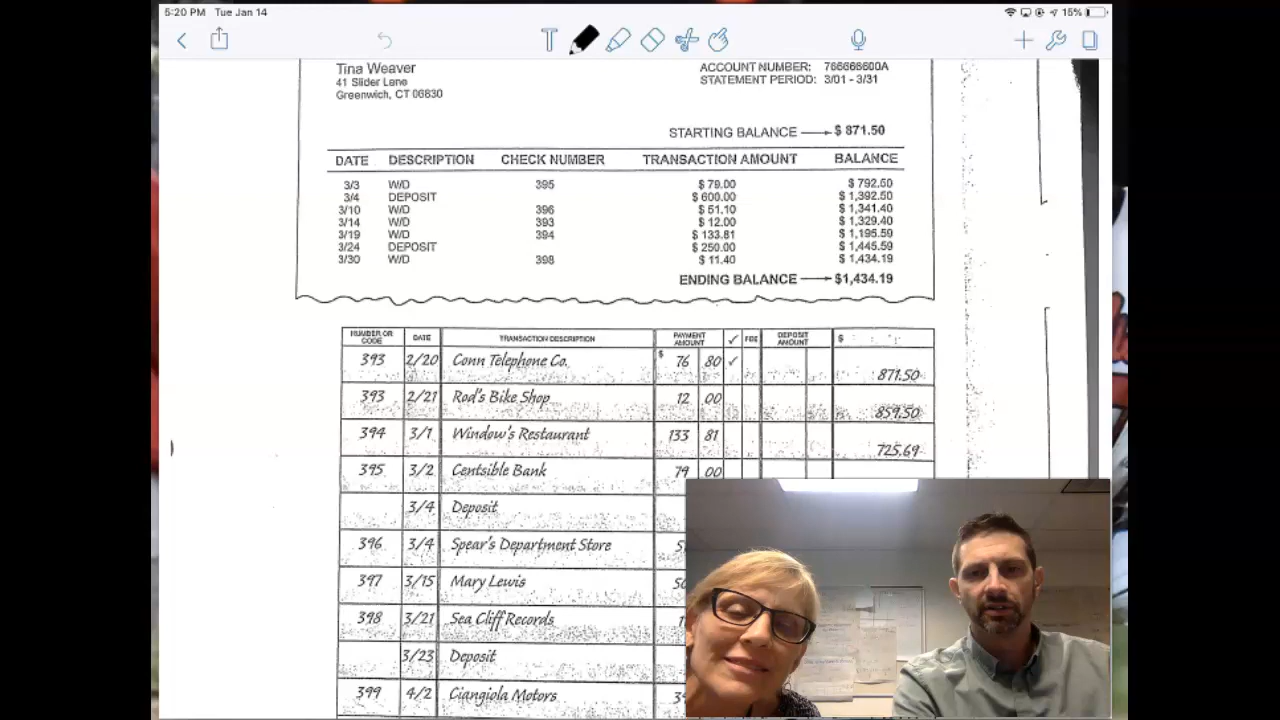 5:20 PM Tue Jan 14
15%
T
Tina Weaver
41 Slider Lane
Greenwich, CT 06830
ACCOUNT NUMBER: 766666600A
STATEMENT PERIOD: 3/01 - 3/31
STARTING BALANCE $ 871.50
DATE DESCRIPTION CHECK NUMBER TRANSACTION AMOUNT BALANCE
3/3 W/D 395 $ 79.00 $ 792.50
3/4 DEPOSIT $ 600.00 $ 1,392.50
3/10 W/D 396 $ 51.10 $ 1,341.40
3/14 W/D 393 $ 12.00 $ 1,329.40
3/19 W/D 394 $ 133.81 $ 1,195.59
3/24 DEPOSIT $ 250.00 $ 1,445.59
3/30 W/D 398 $ 11.40 $ 1,434.19
ENDING BALANCE $1,434.19
NUMBER OR CODE DATE TRANSACTION DESCRIPTION PAYMENT AMOUNT ✓ FEE DEPOSIT AMOUNT $
393 2/20 Conn Telephone Co. $ 76 80 ✓ 871.50
393 2/21 Rod's Bike Shop 12 00 859.50
394 3/1 Window's Restaurant 133 81 725.69
395 3/2 Centsible Bank 79 00
3/4 Deposit
396 3/4 Spear's Department Store
397 3/15 Mary Lewis
398 3/21 Sea Cliff Records
3/23 Deposit
399 4/2 Ciangiola Motors